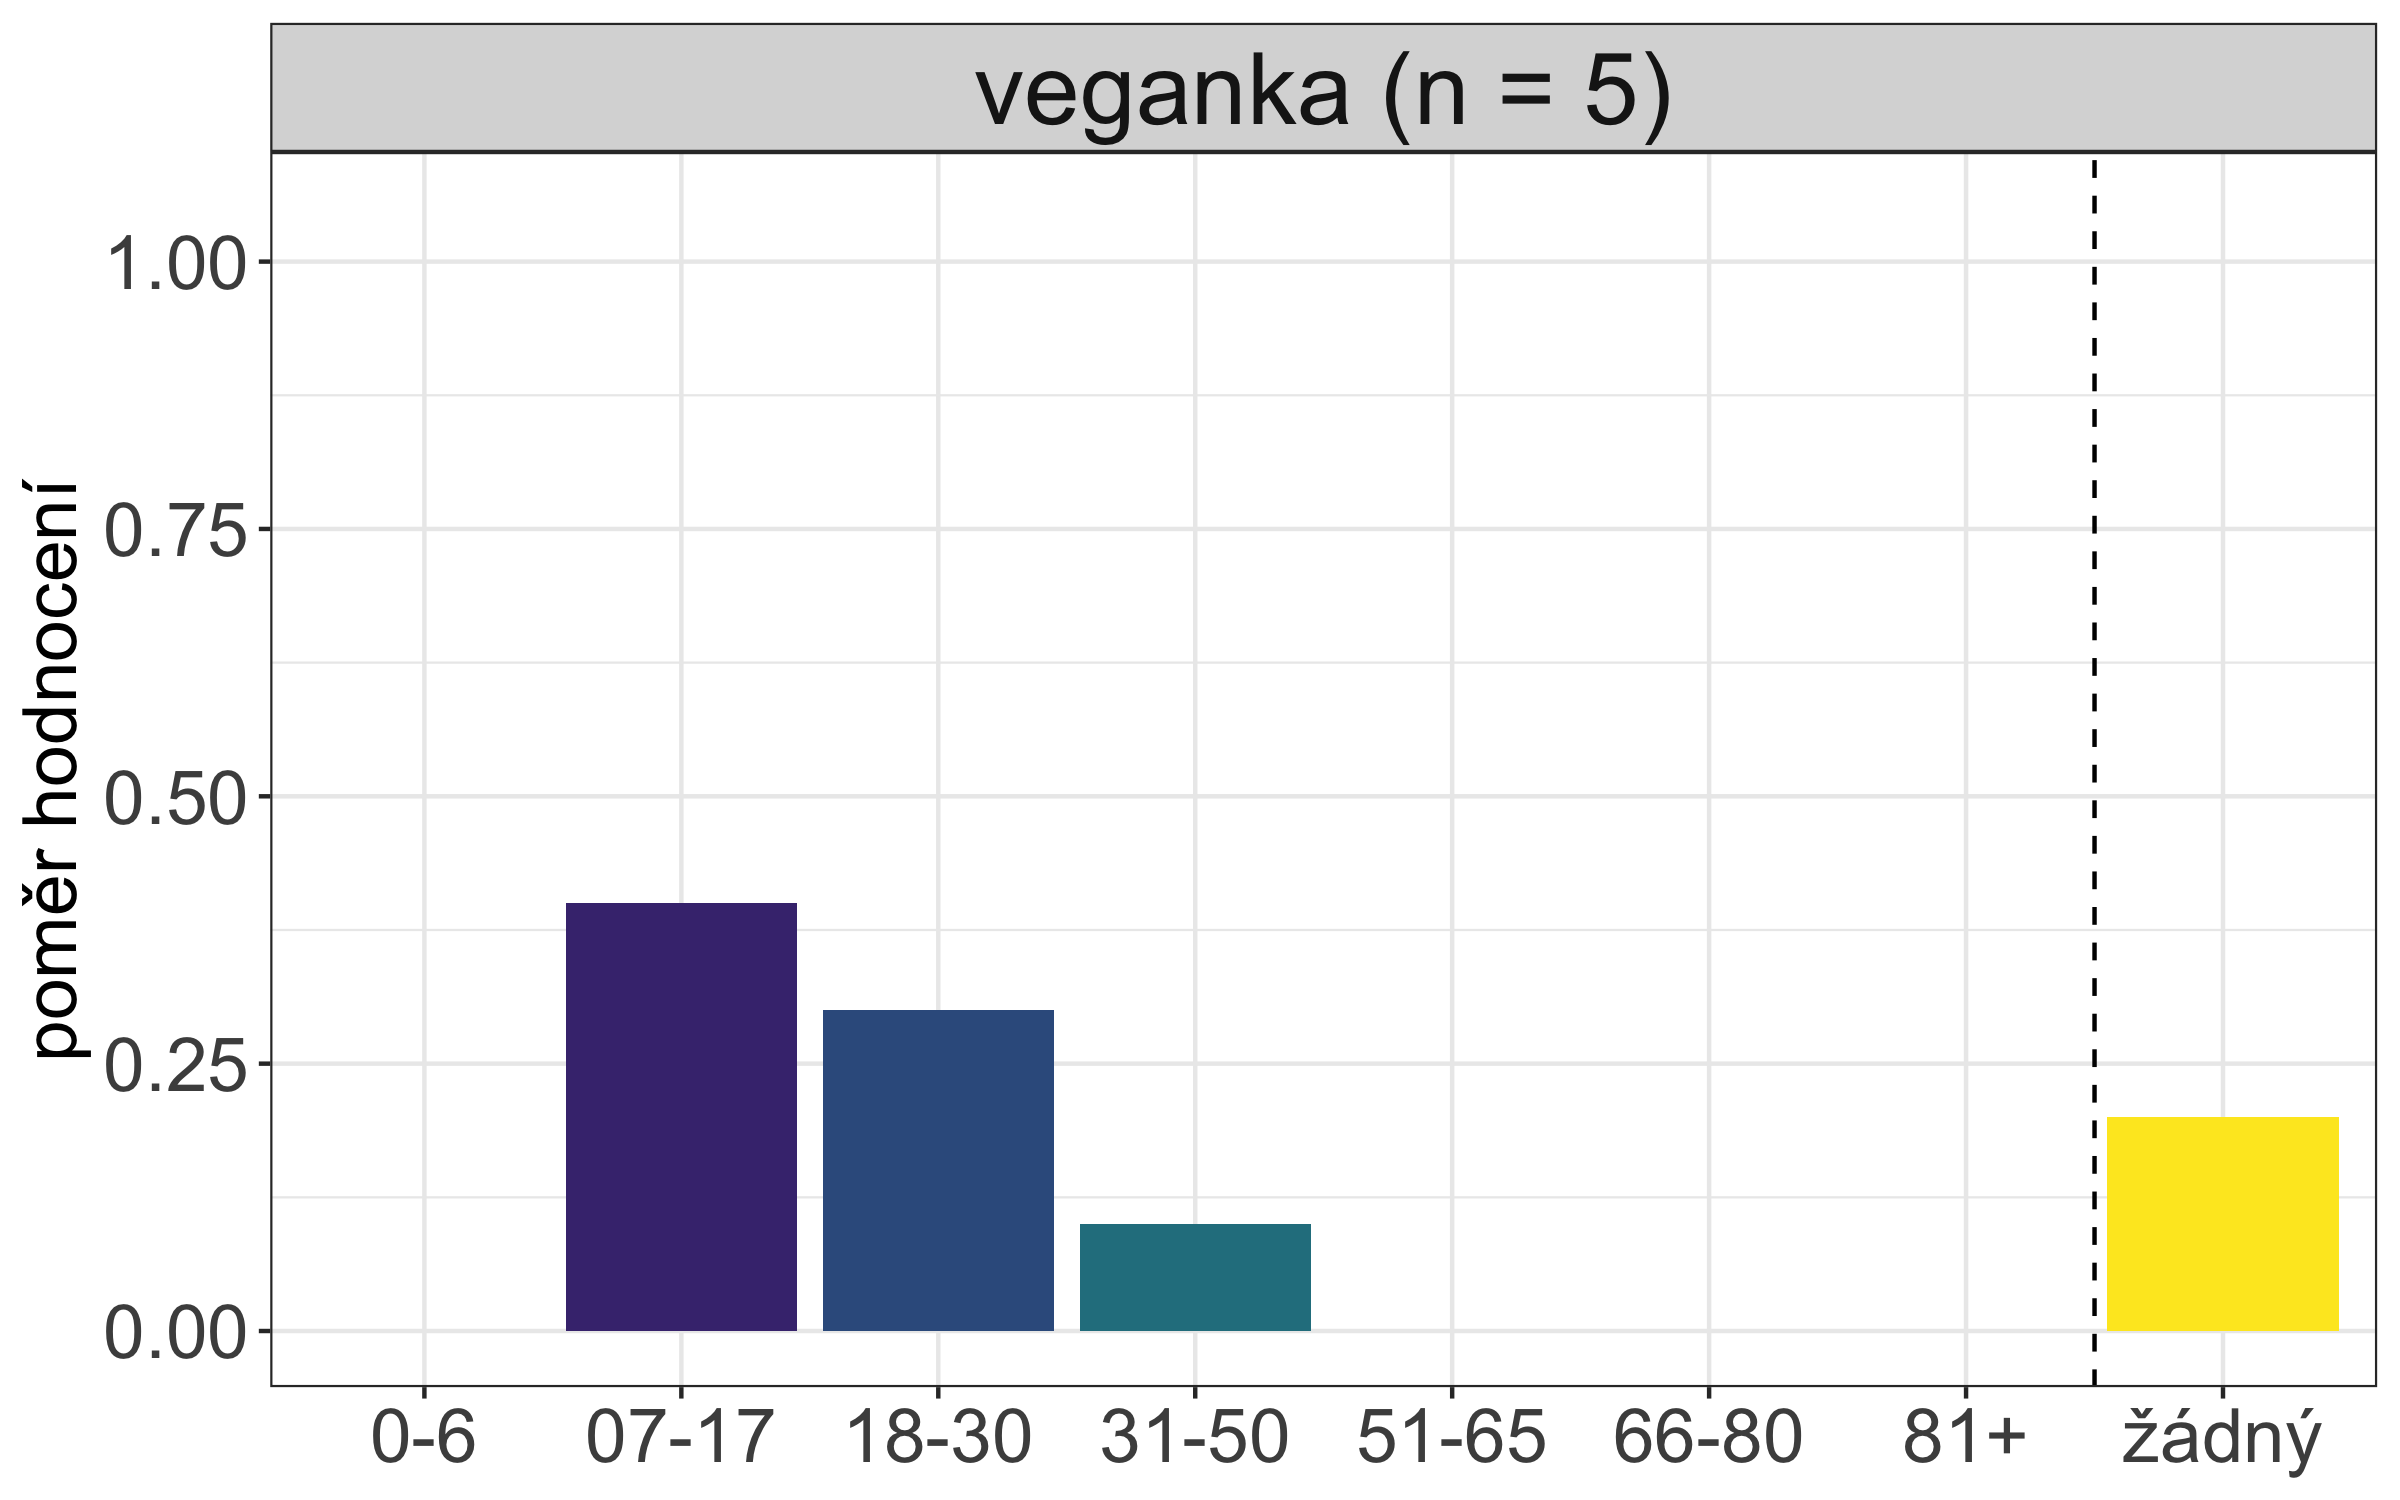 veganka (n = 5)
poměr hodnocení
1.00
0.75
0.50
0.25
0.00
0-6 07-17 18-30 31-50 51-65 66-80 81+ žádný